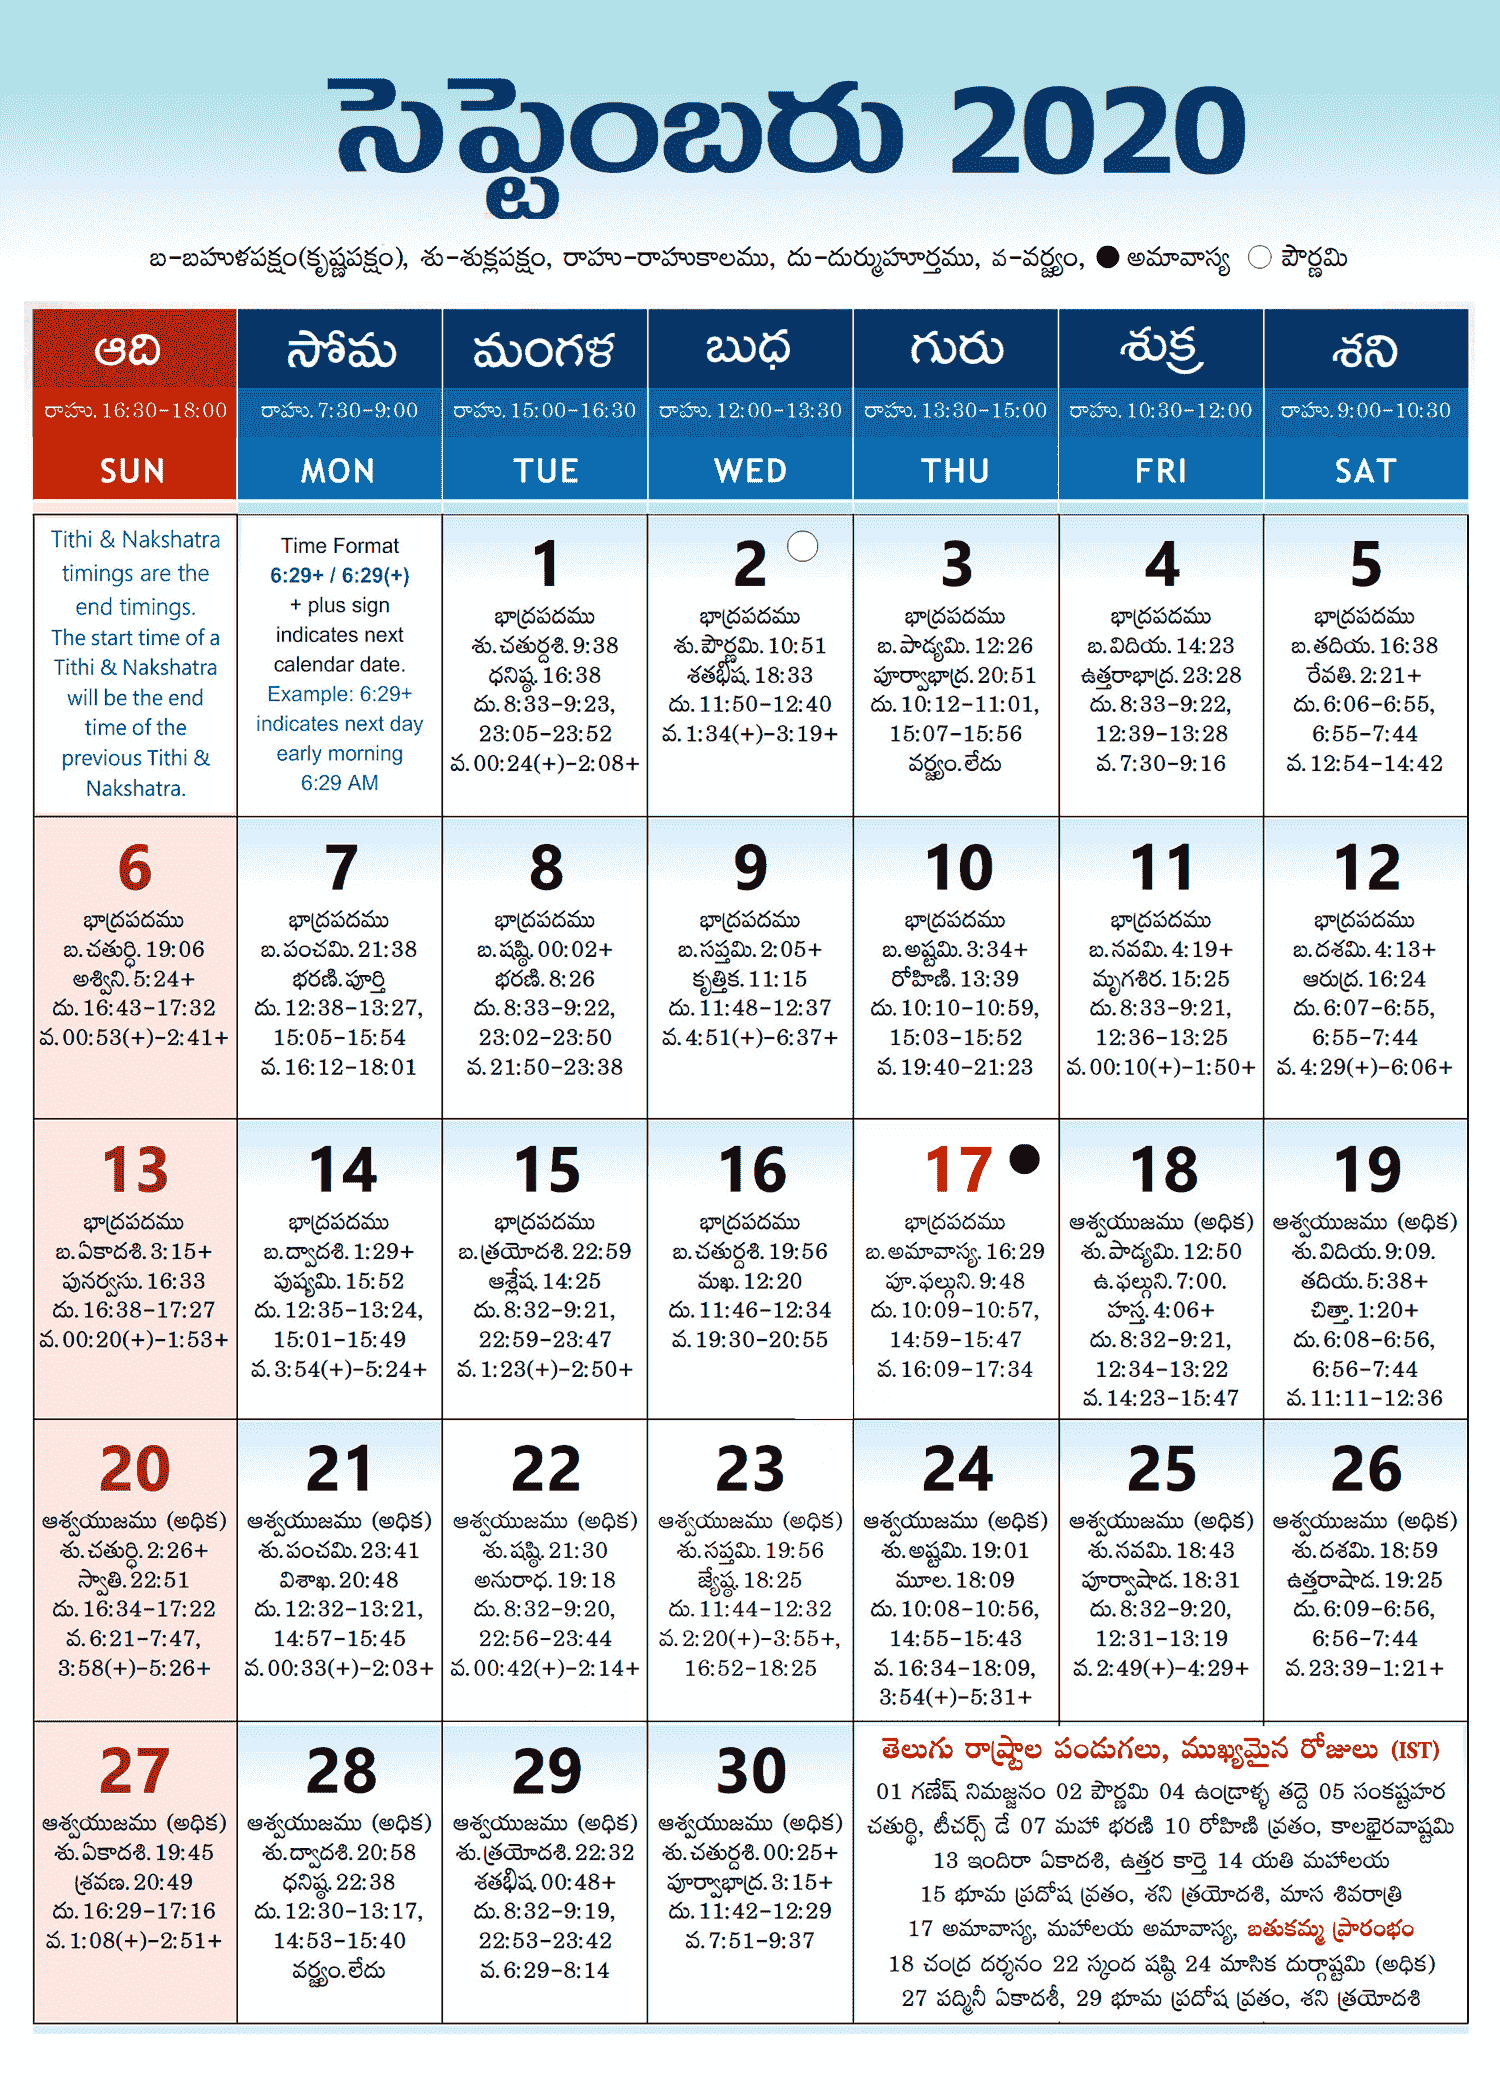 సెప్టెంబరు 2020
బ-బహుళపక్షం(కృష్ణపక్షం), శు-శుక్లపక్షం, రాహు-రాహుకాలము, దు-దుర్ముహూర్తము, వ-వర్జ్యం, అమావాస్య పౌర్ణమి
ఆది సోమ మంగళ బుధ గురు శుక్ర శని
రాహు.16:30-18:00 రాహు.7:30-9:00 రాహు.15:00-16:30 రాహు.12:00-13:30 రాహు.13:30-15:00 రాహు.10:30-12:00 రాహు.9:00-10:30
SUN MON TUE WED THU FRI SAT
Tithi & Nakshatra
timings are the
end timings.
The start time of a
Tithi & Nakshatra
will be the end
time of the
previous Tithi &
Nakshatra.
Time Format
6:29+ / 6:29(+)
+ plus sign
indicates next
calendar date.
Example: 6:29+
indicates next day
early morning
6:29 AM
1
భాద్రపదము
శు.చతుర్దశి.9:38
ధనిష్ఠ.16:38
దు.8:33-9:23,
23:05-23:52
వ.00:24(+)-2:08+
2
భాద్రపదము
శు.పౌర్ణమి.10:51
శతభిష.18:33
దు.11:50-12:40
వ.1:34(+)-3:19+
3
భాద్రపదము
బ.పాడ్యమి.12:26
పూర్వాభాద్ర.20:51
దు.10:12-11:01,
15:07-15:56
వర్జ్యం.లేదు
4
భాద్రపదము
బ.విదియ.14:23
ఉత్తరాభాద్ర.23:28
దు.8:33-9:22,
12:39-13:28
వ.7:30-9:16
5
భాద్రపదము
బ.తదియ.16:38
రేవతి.2:21+
దు.6:06-6:55,
6:55-7:44
వ.12:54-14:42
6
భాద్రపదము
బ.చతుర్ధి.19:06
అశ్విని.5:24+
దు.16:43-17:32
వ.00:53(+)-2:41+
7
భాద్రపదము
బ.పంచమి.21:38
భరణి.పూర్తి
దు.12:38-13:27,
15:05-15:54
వ.16:12-18:01
8
భాద్రపదము
బ.షష్ఠి.00:02+
భరణి.8:26
దు.8:33-9:22,
23:02-23:50
వ.21:50-23:38
9
భాద్రపదము
బ.సప్తమి.2:05+
కృత్తిక.11:15
దు.11:48-12:37
వ.4:51(+)-6:37+
10
భాద్రపదము
బ.అష్టమి.3:34+
రోహిణి.13:39
దు.10:10-10:59,
15:03-15:52
వ.19:40-21:23
11
భాద్రపదము
బ.నవమి.4:19+
మృగశిర.15:25
దు.8:33-9:21,
12:36-13:25
వ.00:10(+)-1:50+
12
భాద్రపదము
బ.దశమి.4:13+
ఆరుద్ర.16:24
దు.6:07-6:55,
6:55-7:44
వ.4:29(+)-6:06+
13
భాద్రపదము
బ.ఏకాదశి.3:15+
పునర్వసు.16:33
దు.16:38-17:27
వ.00:20(+)-1:53+
14
భాద్రపదము
బ.ద్వాదశి.1:29+
పుష్యమి.15:52
దు.12:35-13:24,
15:01-15:49
వ.3:54(+)-5:24+
15
భాద్రపదము
బ.త్రయోదశి.22:59
ఆశ్లేష.14:25
దు.8:32-9:21,
22:59-23:47
వ.1:23(+)-2:50+
16
భాద్రపదము
బ.చతుర్దశి.19:56
మఖ.12:20
దు.11:46-12:34
వ.19:30-20:55
17
భాద్రపదము
బ.అమావాస్య.16:29
పూ.ఫల్గుని.9:48
దు.10:09-10:57,
14:59-15:47
వ.16:09-17:34
18
ఆశ్వయుజము (అధిక)
శు.పాడ్యమి.12:50
ఉ.ఫల్గుని.7:00.
హస్త.4:06+
దు.8:32-9:21,
12:34-13:22
వ.14:23-15:47
19
ఆశ్వయుజము (అధిక)
శు.విదియ.9:09.
తదియ.5:38+
చిత్తా.1:20+
దు.6:08-6:56,
6:56-7:44
వ.11:11-12:36
20
ఆశ్వయుజము (అధిక)
శు.చతుర్ధి.2:26+
స్వాతి.22:51
దు.16:34-17:22
వ.6:21-7:47,
3:58(+)-5:26+
21
ఆశ్వయుజము (అధిక)
శు.పంచమి.23:41
విశాఖ.20:48
దు.12:32-13:21,
14:57-15:45
వ.00:33(+)-2:03+
22
ఆశ్వయుజము (అధిక)
శు.షష్ఠి.21:30
అనురాధ.19:18
దు.8:32-9:20,
22:56-23:44
వ.00:42(+)-2:14+
23
ఆశ్వయుజము (అధిక)
శు.సప్తమి.19:56
జ్యేష్ఠ.18:25
దు.11:44-12:32
వ.2:20(+)-3:55+,
16:52-18:25
24
ఆశ్వయుజము (అధిక)
శు.అష్టమి.19:01
మూల.18:09
దు.10:08-10:56,
14:55-15:43
వ.16:34-18:09,
3:54(+)-5:31+
25
ఆశ్వయుజము (అధిక)
శు.నవమి.18:43
పూర్వాషాడ.18:31
దు.8:32-9:20,
12:31-13:19
వ.2:49(+)-4:29+
26
ఆశ్వయుజము (అధిక)
శు.దశమి.18:59
ఉత్తరాషాడ.19:25
దు.6:09-6:56,
6:56-7:44
వ.23:39-1:21+
27
ఆశ్వయుజము (అధిక)
శు.ఏకాదశి.19:45
శ్రవణ.20:49
దు.16:29-17:16
వ.1:08(+)-2:51+
28
ఆశ్వయుజము (అధిక)
శు.ద్వాదశి.20:58
ధనిష్ఠ.22:38
దు.12:30-13:17,
14:53-15:40
వర్జ్యం.లేదు
29
ఆశ్వయుజము (అధిక)
శు.త్రయోదశి.22:32
శతభిష.00:48+
దు.8:32-9:19,
22:53-23:42
వ.6:29-8:14
30
ఆశ్వయుజము (అధిక)
శు.చతుర్దశి.00:25+
పూర్వాభాద్ర.3:15+
దు.11:42-12:29
వ.7:51-9:37
తెలుగు రాష్ట్రాల పండుగలు, ముఖ్యమైన రోజులు (IST)
01 గణేష్ నిమజ్జనం 02 పౌర్ణమి 04 ఉండ్రాళ్ళ తద్దె 05 సంకష్టహర
చతుర్థి, టీచర్స్ డే 07 మహా భరణి 10 రోహిణి వ్రతం, కాలభైరవాష్టమి
13 ఇందిరా ఏకాదశి, ఉత్తర కార్తె 14 యతి మహాలయ
15 భూమ ప్రదోష వ్రతం, శని త్రయోదశి, మాస శివరాత్రి
17 అమావాస్య, మహాలయ అమావాస్య, బతుకమ్మ ప్రారంభం
18 చంద్ర దర్శనం 22 స్కంద షష్ఠి 24 మాసిక దుర్గాష్టమి (అధిక)
27 పద్మినీ ఏకాదశీ, 29 భూమ ప్రదోష వ్రతం, శని త్రయోదశి